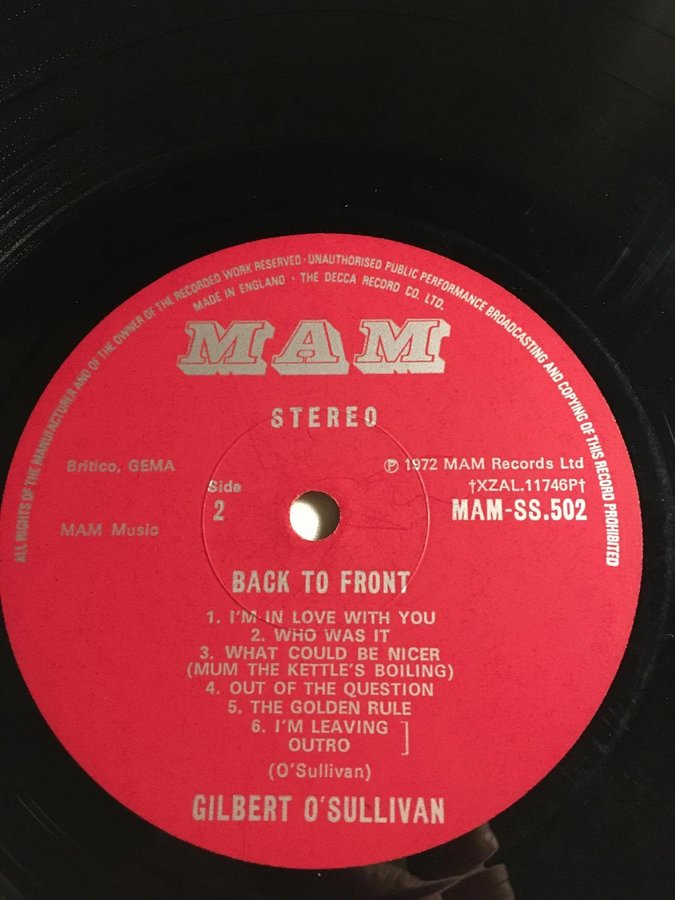 ALL RIGHTS OF THE MANUFACTURER AND OF THE OWNER OF THE RECORDED WORK RESERVED · UNAUTHORISED PUBLIC PERFORMANCE BROADCASTING AND COPYING OF THIS RECORD PROHIBITED
MADE IN ENGLAND · THE DECCA RECORD CO. LTD.
MAM
STEREO
Britico, GEMA
℗ 1972 MAM Records Ltd
Side
†XZAL.11746P†
2
MAM-SS.502
MAM Music
BACK TO FRONT
1. I'M IN LOVE WITH YOU
2. WHO WAS IT
3. WHAT COULD BE NICER
(MUM THE KETTLE'S BOILING)
4. OUT OF THE QUESTION
5. THE GOLDEN RULE
6. I'M LEAVING
OUTRO ]
(O'Sullivan)
GILBERT O'SULLIVAN